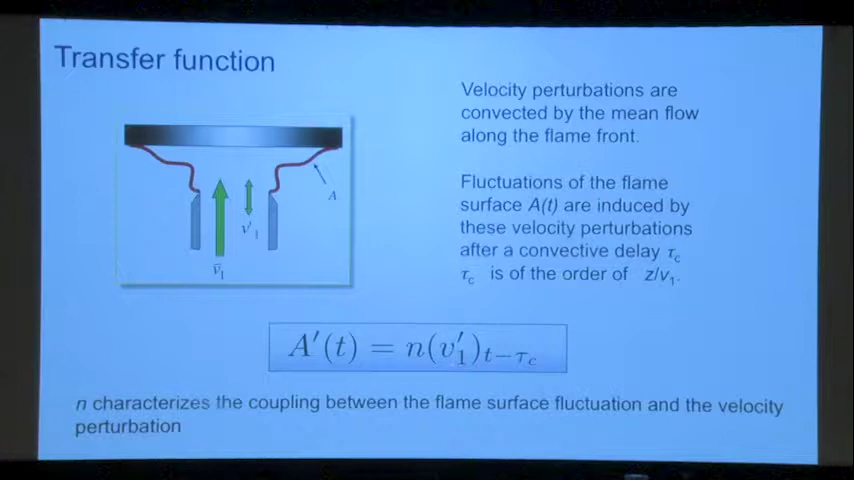 Transfer function
Velocity perturbations are
convected by the mean flow
along the flame front.
A
v'₁
v̄₁
Fluctuations of the flame
surface A(t) are induced by
these velocity perturbations
after a convective delay τc
τc is of the order of z/v₁.
A′(t) = n(v′₁)t−τc
n characterizes the coupling between the flame surface fluctuation and the velocity
perturbation